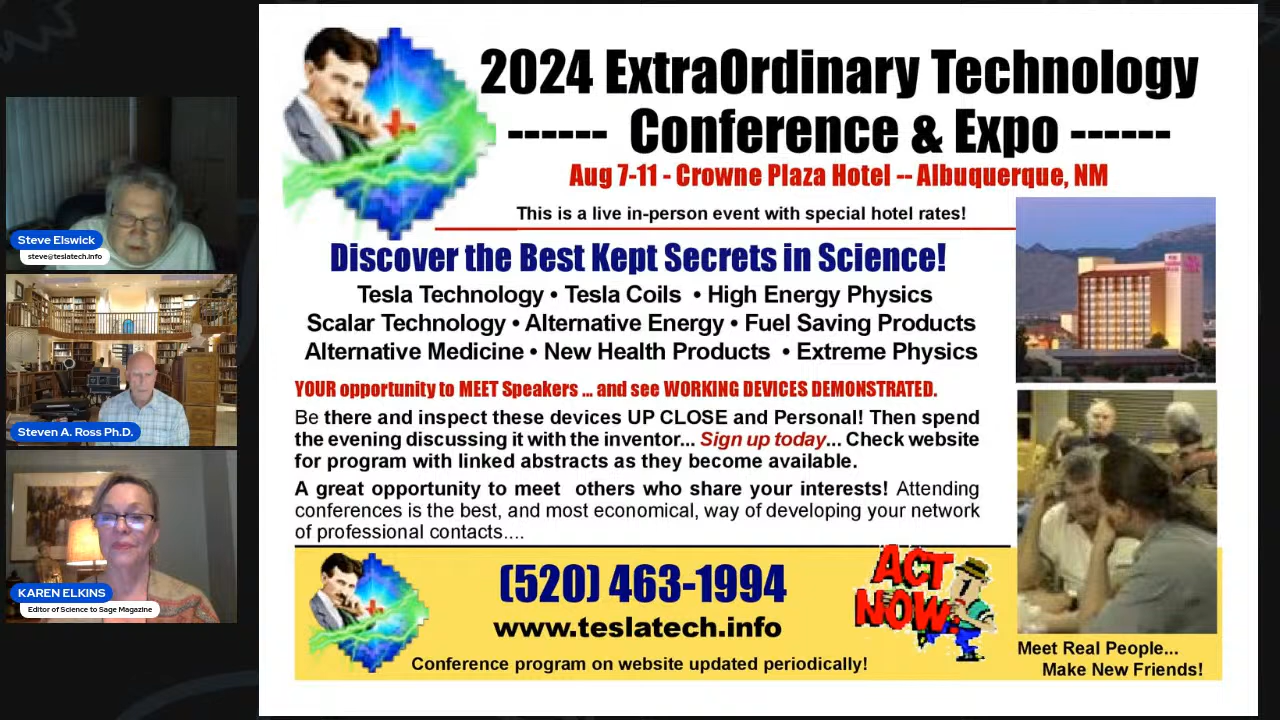 Steve Elswick
steve@teslatech.info
Steven A. Ross Ph.D.
KAREN ELKINS
Editor of Science to Sage Magazine
2024 ExtraOrdinary Technology
------ Conference & Expo ------
Aug 7-11 - Crowne Plaza Hotel -- Albuquerque, NM
This is a live in-person event with special hotel rates!
Discover the Best Kept Secrets in Science!
Tesla Technology • Tesla Coils • High Energy Physics
Scalar Technology • Alternative Energy • Fuel Saving Products
Alternative Medicine • New Health Products • Extreme Physics
YOUR opportunity to MEET Speakers ... and see WORKING DEVICES DEMONSTRATED.
Be there and inspect these devices UP CLOSE and Personal! Then spend
the evening discussing it with the inventor... Sign up today... Check website
for program with linked abstracts as they become available.
A great opportunity to meet others who share your interests! Attending
conferences is the best, and most economical, way of developing your network
of professional contacts....
(520) 463-1994
www.teslatech.info
Conference program on website updated periodically!
ACT
NOW!
Meet Real People...
Make New Friends!